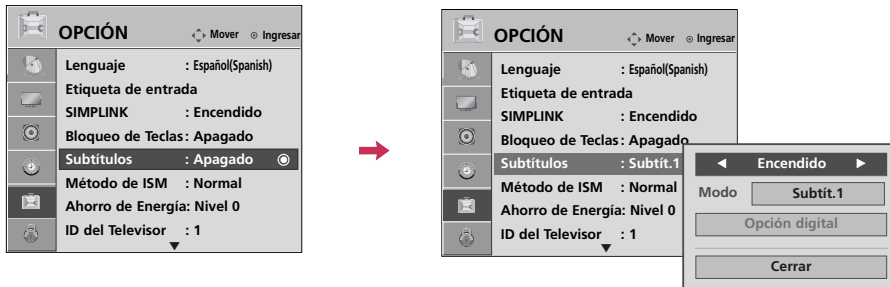 OPCIÓN Mover Ingresar
Lenguaje : Español(Spanish)
Etiqueta de entrada
SIMPLINK : Encendido
Bloqueo de Teclas: Apagado
Subtítulos : Apagado
Método de ISM : Normal
Ahorro de Energía: Nivel 0
ID del Televisor : 1
OPCIÓN Mover Ingresar
Lenguaje : Español(Spanish)
Etiqueta de entrada
SIMPLINK : Encendido
Bloqueo de Teclas: Apagado
Subtítulos : Subtít.1
Método de ISM : Normal
Ahorro de Energía: Nivel 0
ID del Televisor : 1
Encendido
Modo Subtít.1
Opción digital
Cerrar